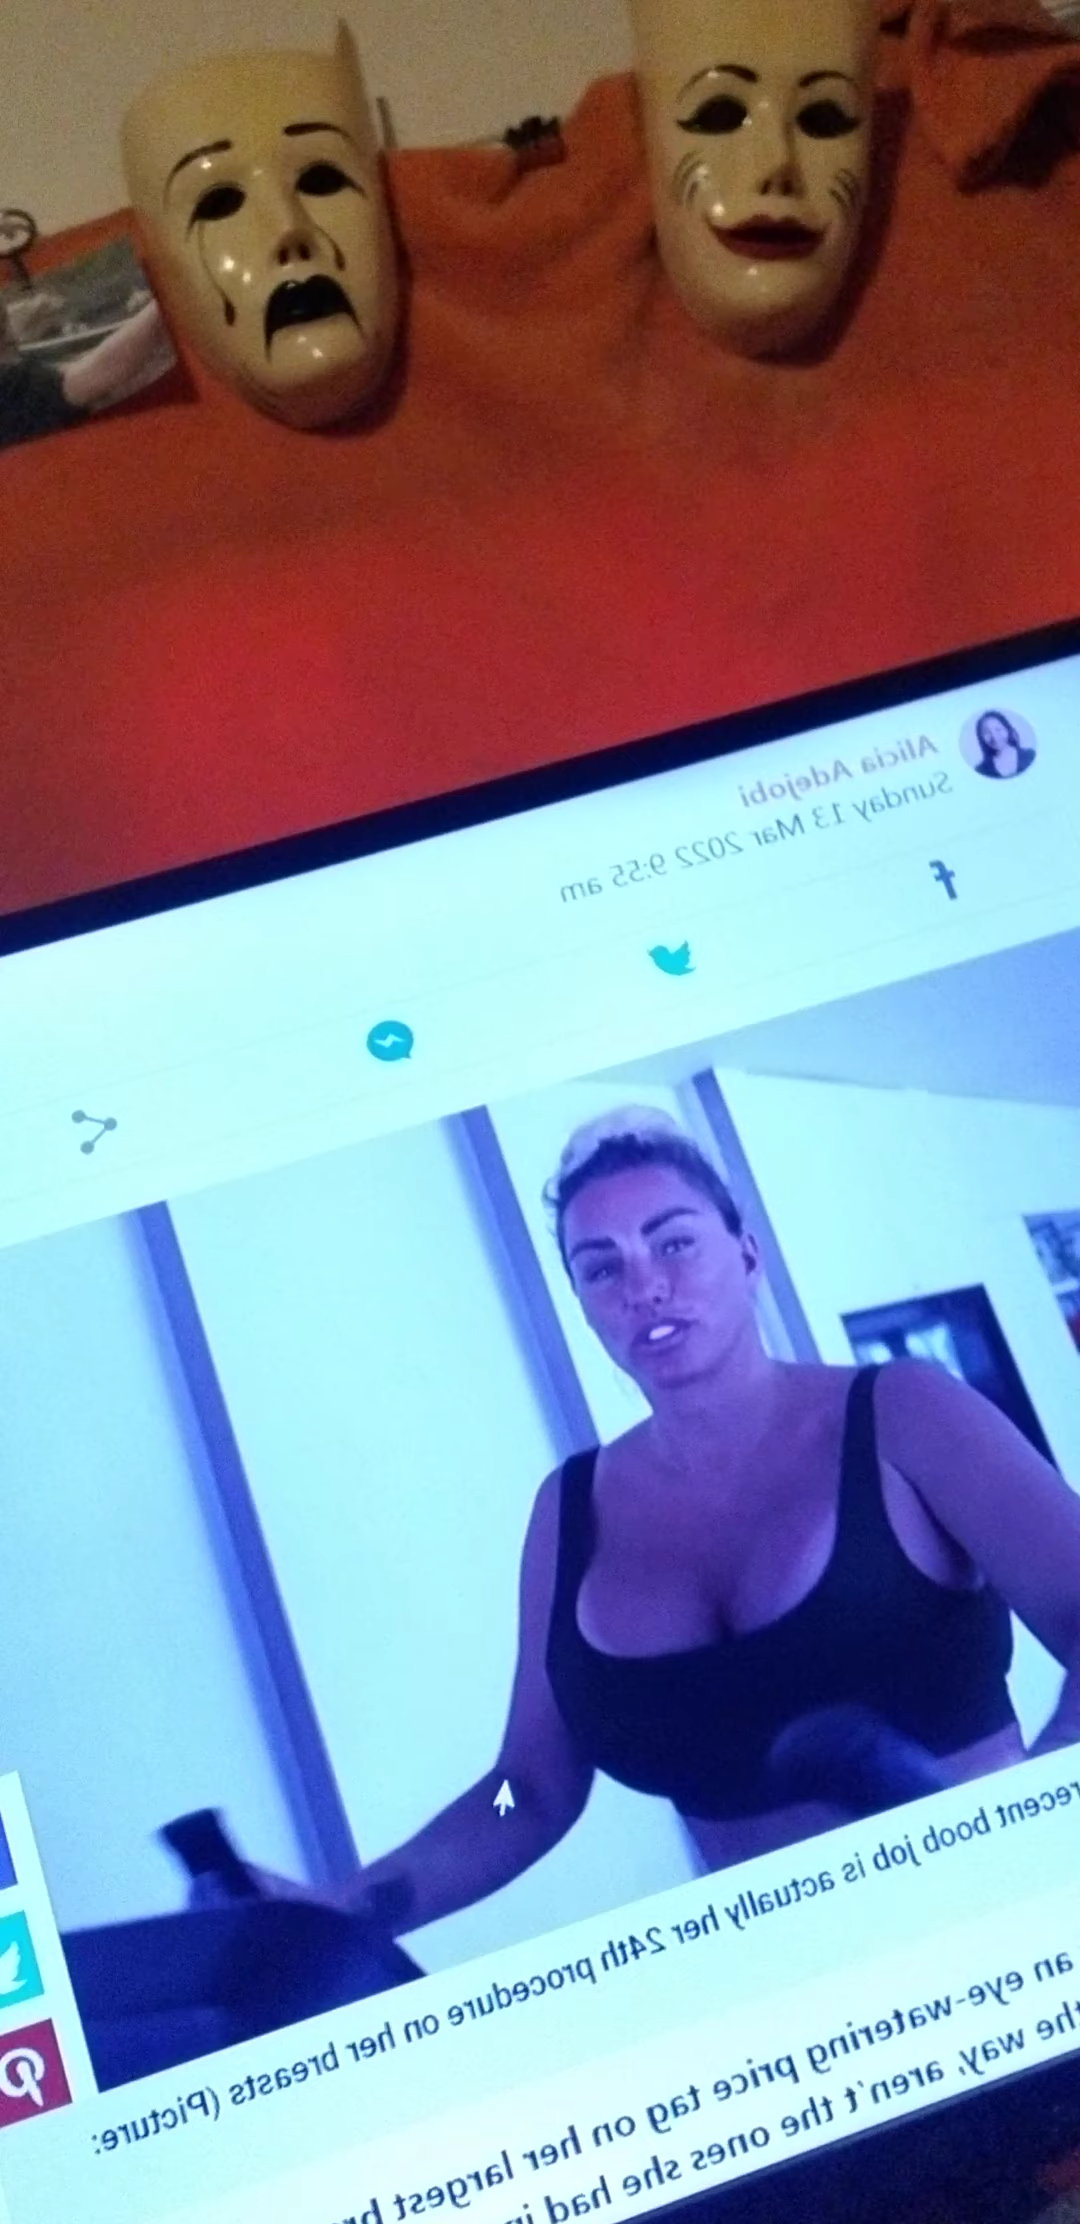 Alicia Adejobi
Sunday 13 Mar 2022 9:55 am
recent boob job is actually her 24th procedure on her breasts (Picture:
an eye-watering price tag on her largest
the way, aren't the ones she had